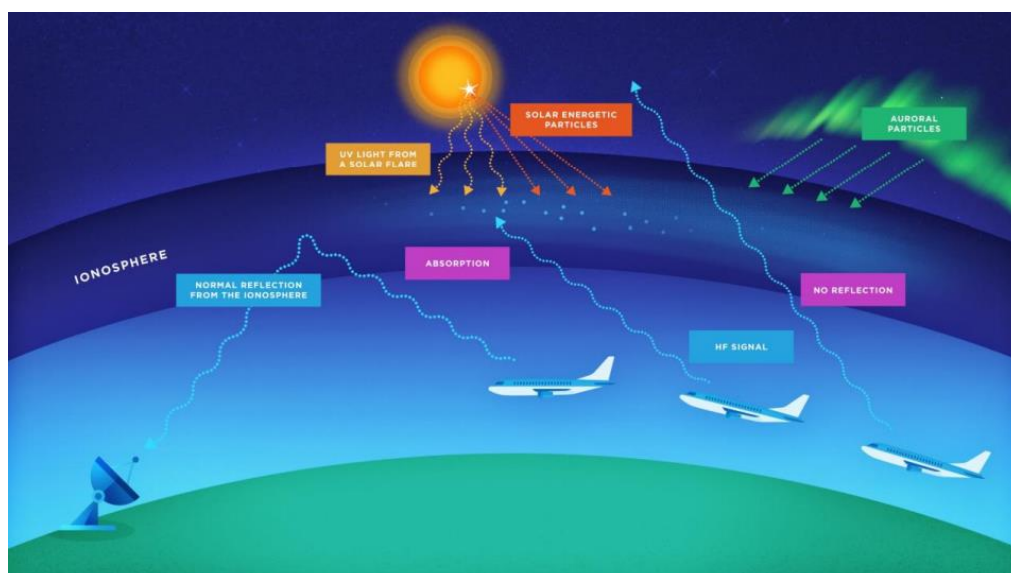 SOLAR ENERGETIC
PARTICLES
AURORAL
PARTICLES
UV LIGHT FROM
A SOLAR FLARE
IONOSPHERE
ABSORPTION
NORMAL REFLECTION
FROM THE IONOSPHERE
NO REFLECTION
HF SIGNAL